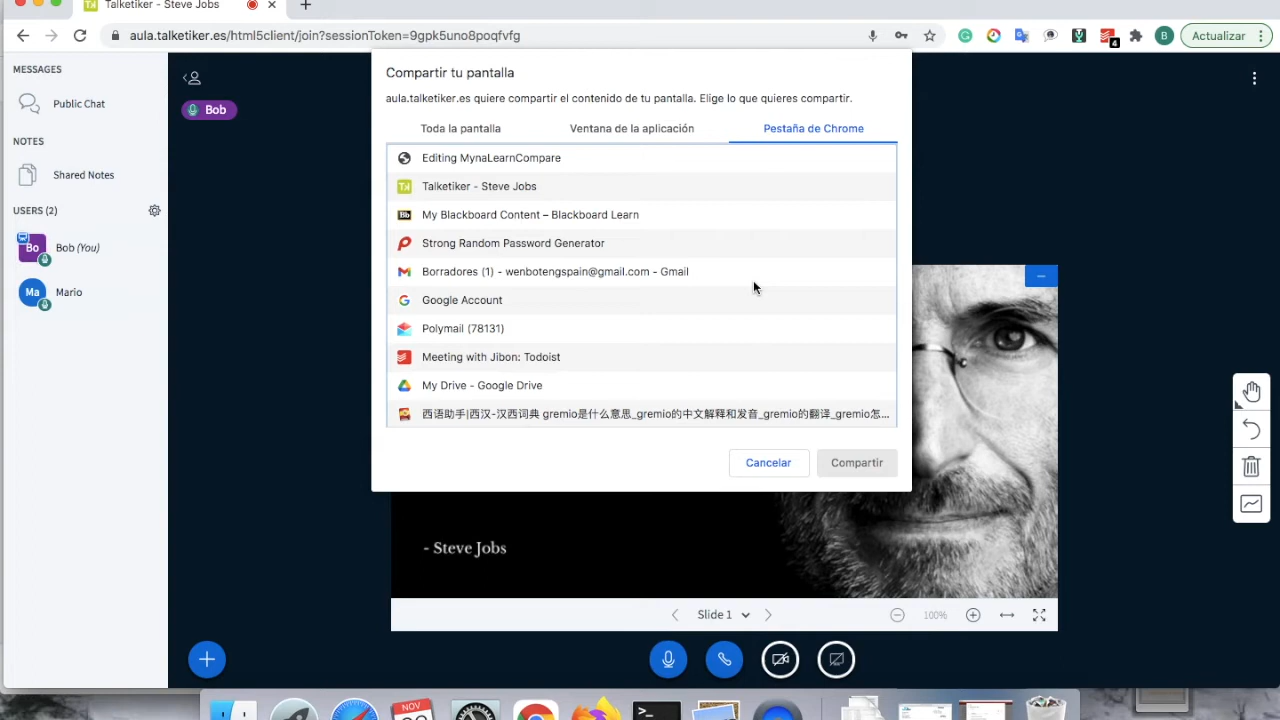 Talketiker - Steve Jobs
aula.talketiker.es/html5client/join?sessionToken=9gpk5uno8poqfvfg
4
B
Actualizar
MESSAGES
Public Chat
NOTES
Shared Notes
USERS (2)
Bo
Bob (You)
Ma
Mario
Bob
Compartir tu pantalla
aula.talketiker.es quiere compartir el contenido de tu pantalla. Elige lo que quieres compartir.
Toda la pantalla
Ventana de la aplicación
Pestaña de Chrome
Editing MynaLearnCompare
Talketiker - Steve Jobs
Bb
My Blackboard Content – Blackboard Learn
Strong Random Password Generator
Borradores (1) - wenbotengspain@gmail.com - Gmail
Google Account
Polymail (78131)
Meeting with Jibon: Todoist
My Drive - Google Drive
西语助手|西汉-汉西词典 gremio是什么意思_gremio的中文解释和发音_gremio的翻译_gremio怎...
Cancelar
Compartir
- Steve Jobs
Slide 1
100%
NOV